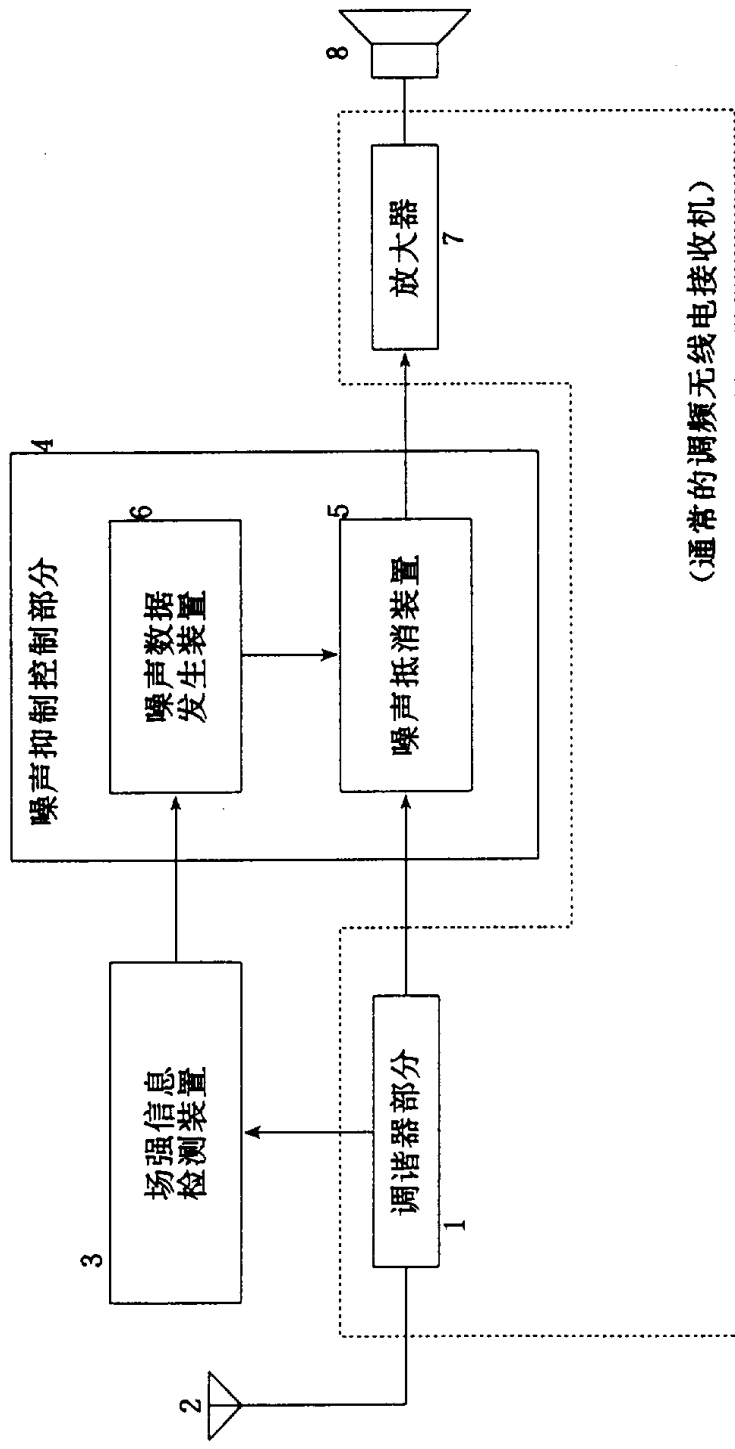 噪声抑制控制部分
4
3
场强信息
检测装置
噪声数据
发生装置
6
2
调谐器部分
1
噪声抵消装置
5
放大器
7
8
(通常的调频无线电接收机)